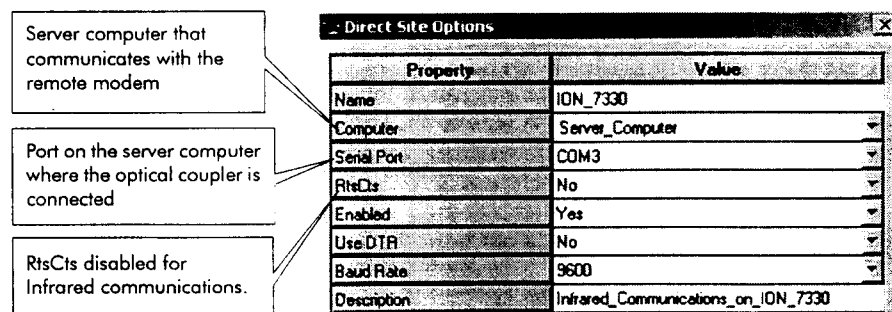 Server computer that
communicates with the
remote modem
Port on the server computer
where the optical coupler is
connected
RtsCts disabled for
Infrared communications.
Direct Site Options
Property Value
Name ION_7330
Computer Server_Computer
Serial Port COM3
RtsCts No
Enabled Yes
Use DTR No
Baud Rate 9600
Description Infrared_Communications_on_ION_7330